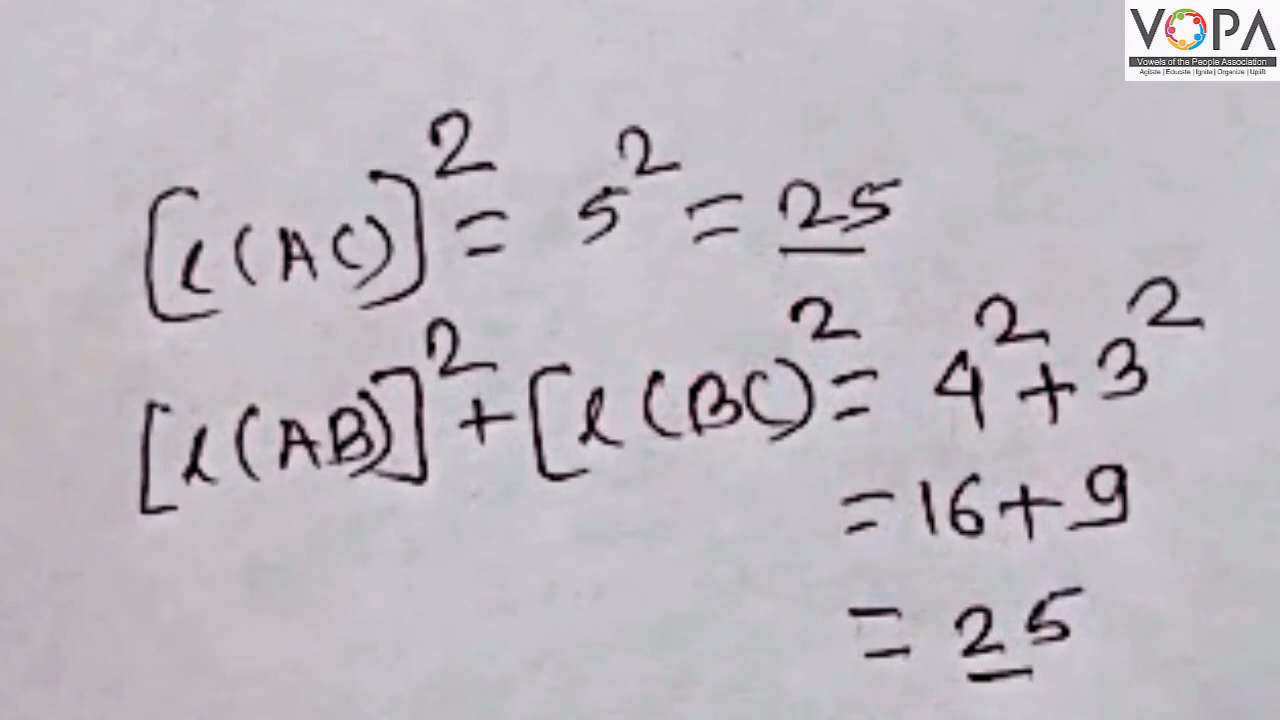 VOPA
Vowels of the People Association
Agitate | Educate | Ignite | Organize | Uplift
[l(AC)]² = 5² = 25
[l(AB)]² + [l(BC)² = 4² + 3²
= 16 + 9
= 25